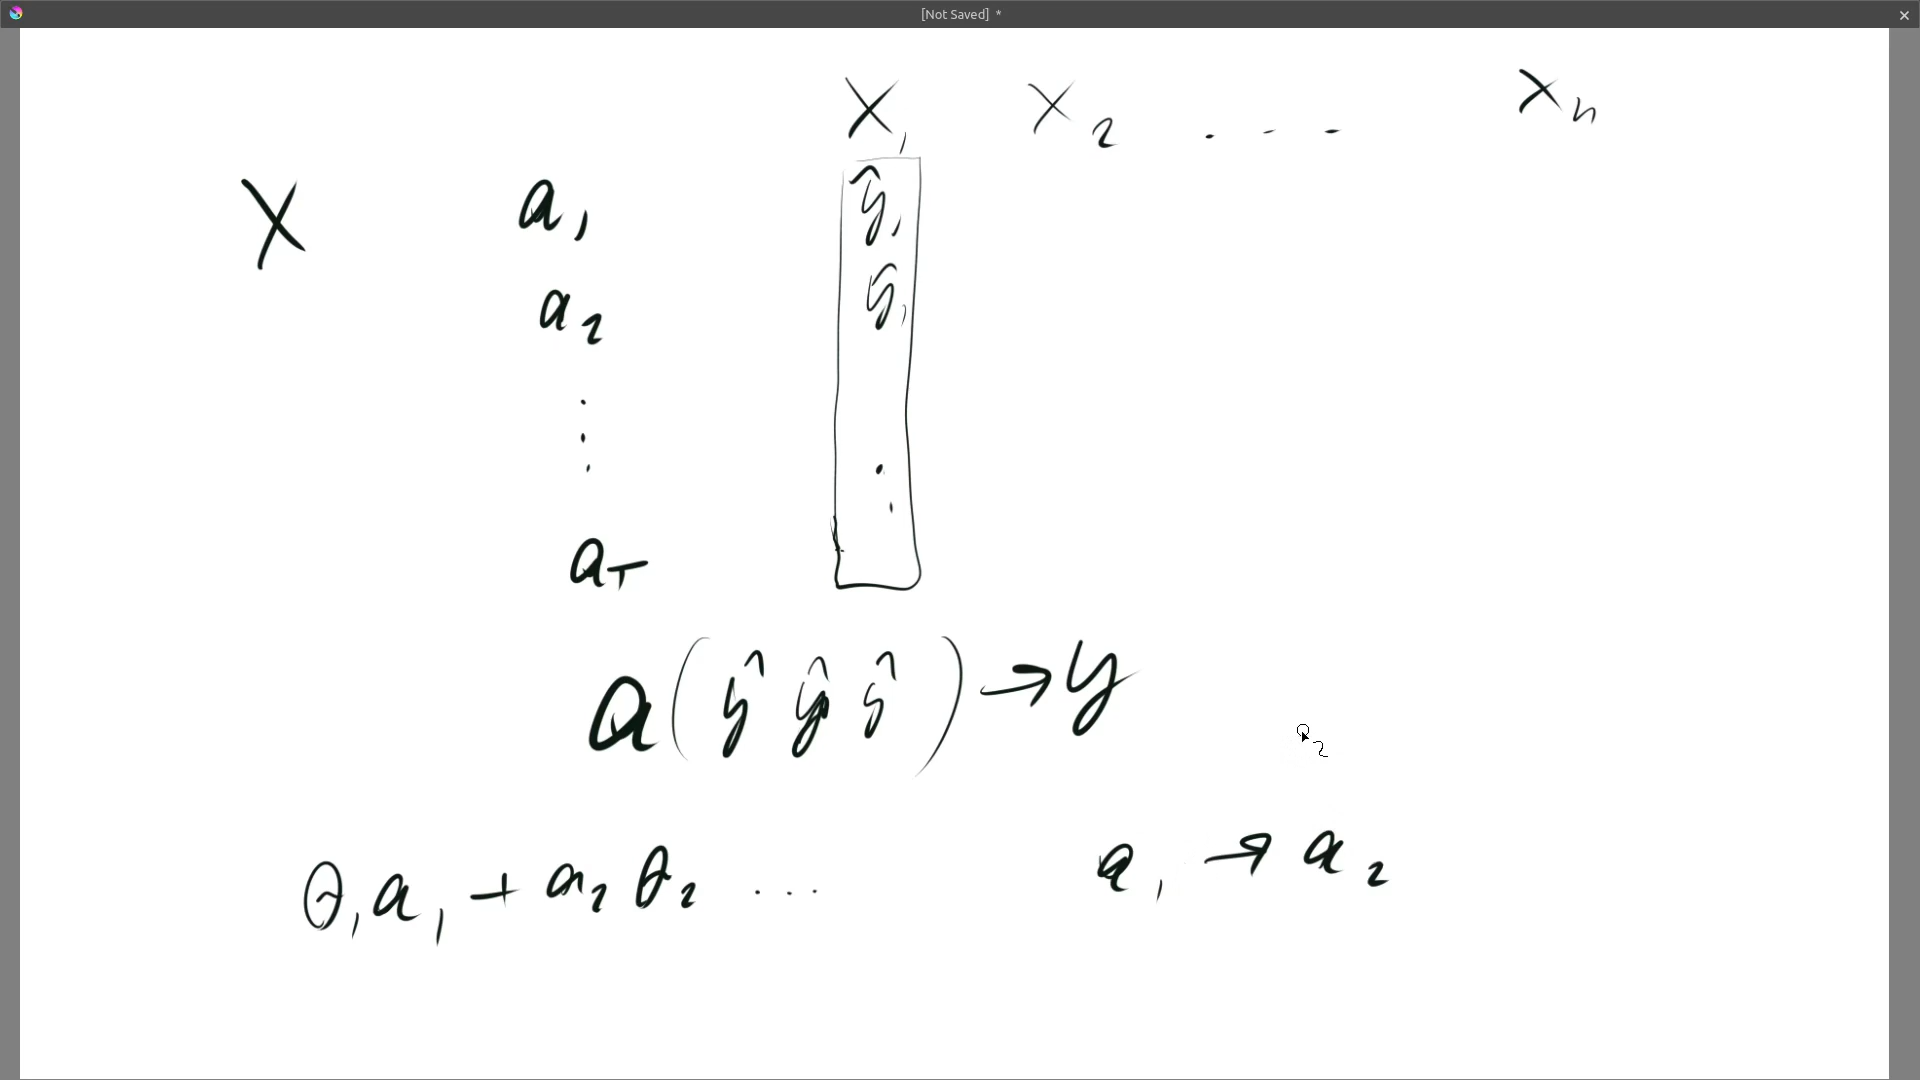 [Not Saved] *
x₁ x₂ . . . xₙ
X a₁ ŷ₁
a₂ ŷ₁
⋮
a_T
a(ŷ ŷ ŷ) → y
θ₁a₁ + a₂θ₂ ... a₁ → a₂